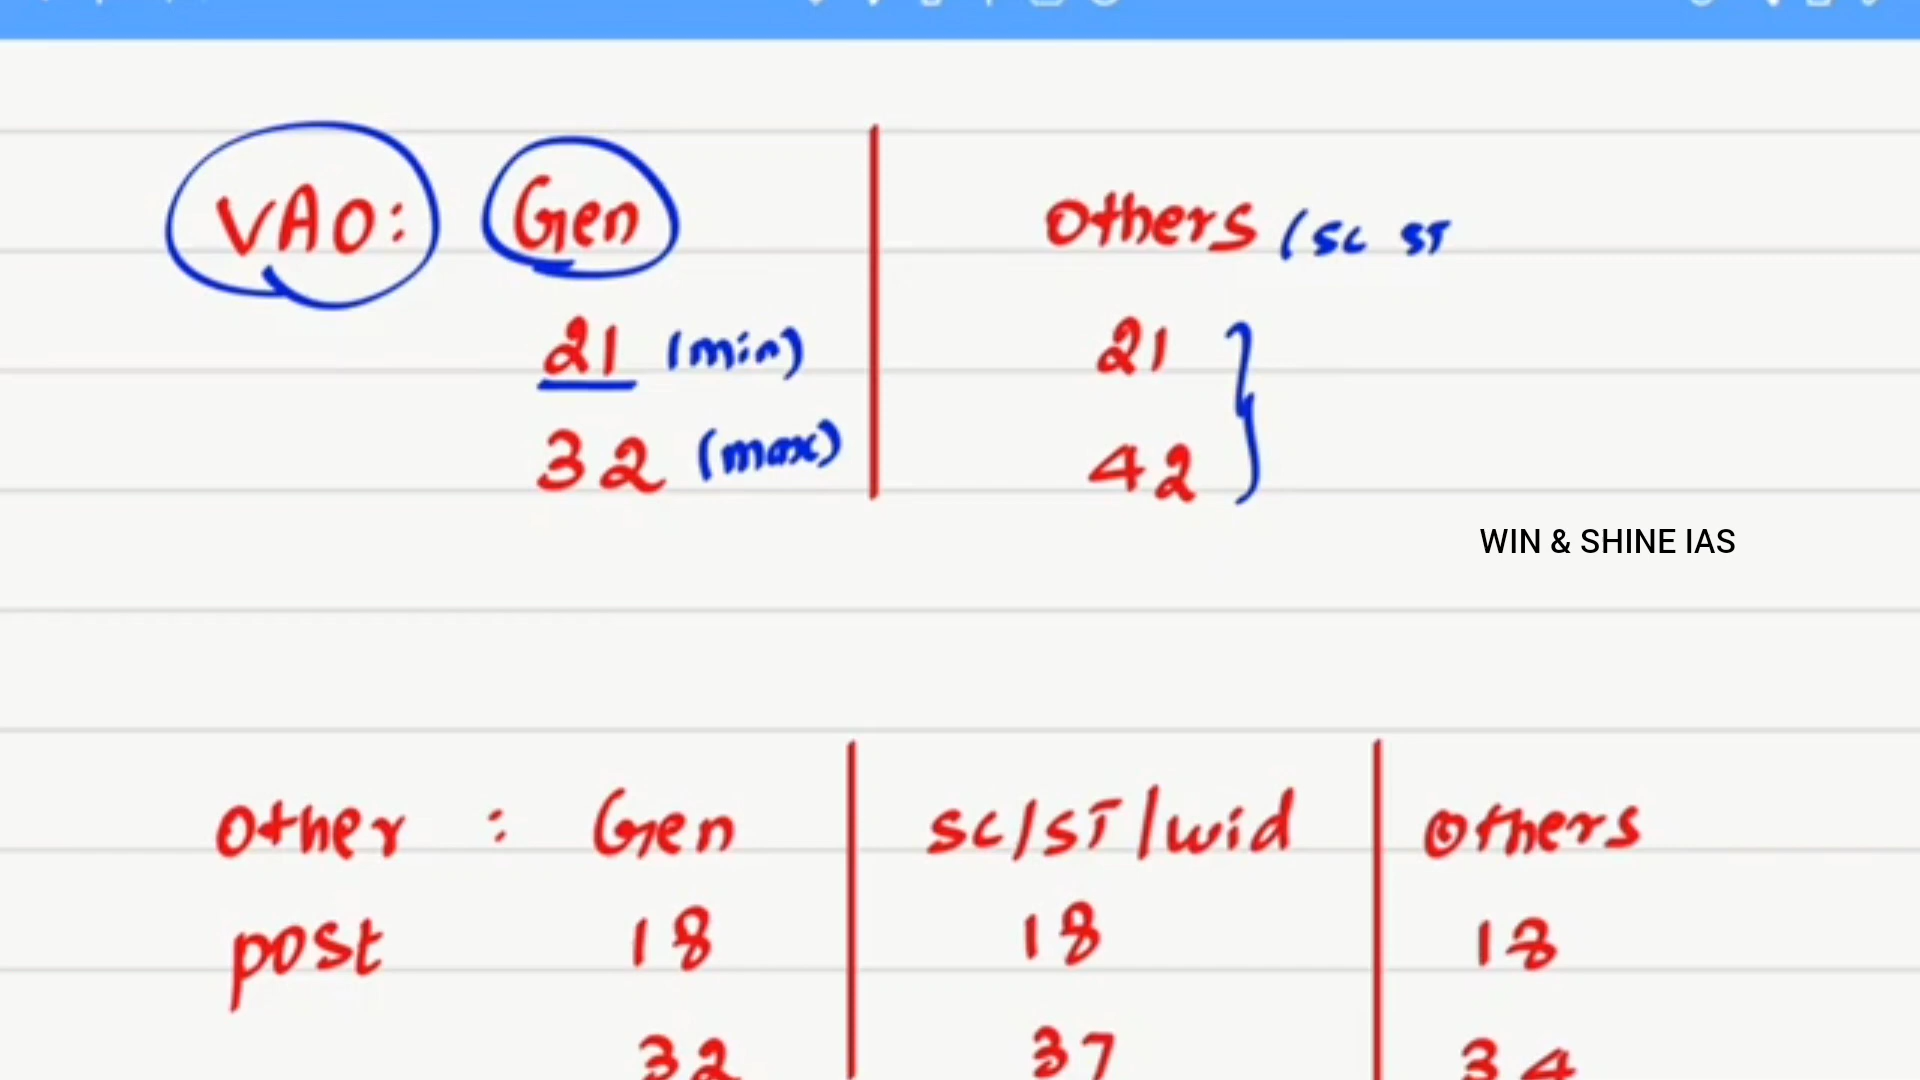 VAO: Gen Others (SC ST
21 (min) 21
32 (max) 42
WIN & SHINE IAS
Other : Gen SC/ST/wid Others
post 18 18 18
32 37 34